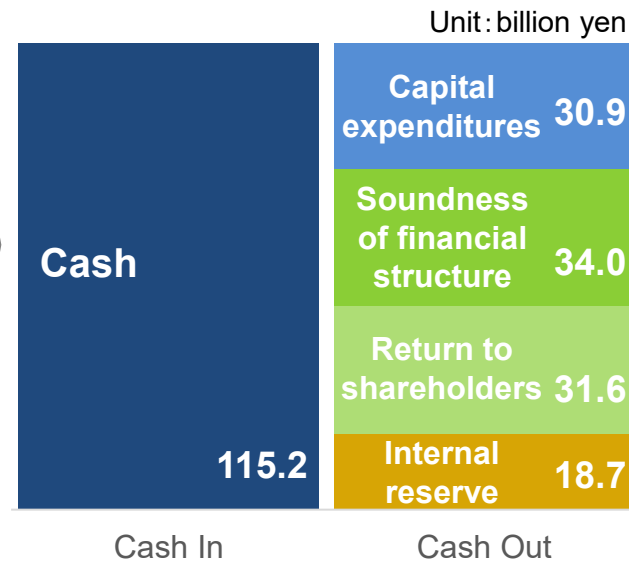 Unit：billion yen
Capital
expenditures 30.9
Soundness
of financial
structure 34.0
Cash
Return to
shareholders 31.6
115.2
Internal
reserve 18.7
Cash In
Cash Out